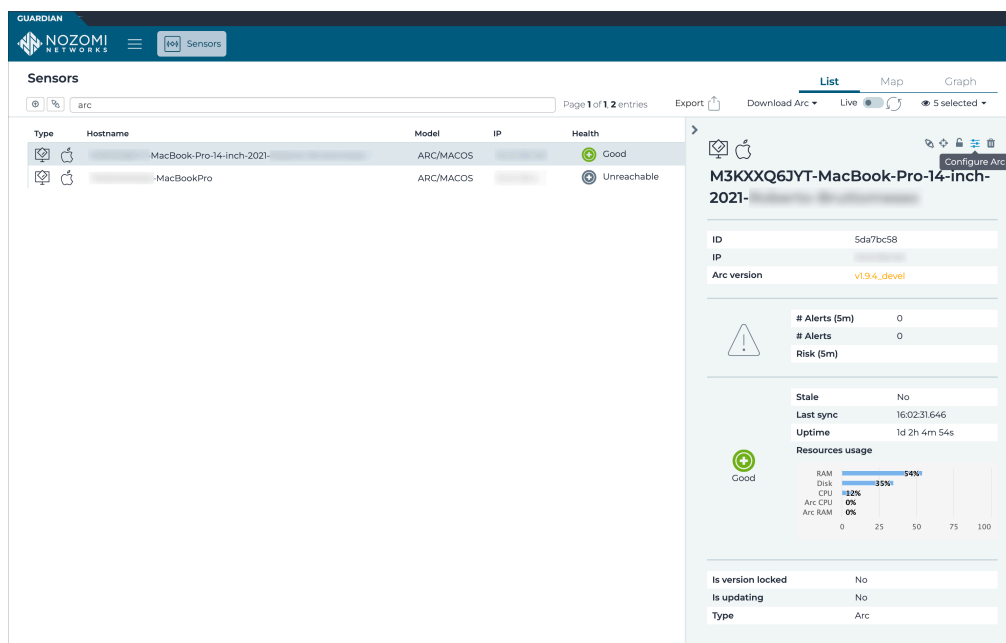 GUARDIAN
NOZOMI
NETWORKS
Sensors
Sensors
List Map Graph
arc
Page 1 of 1, 2 entries
Export
Download Arc
Live
5 selected
Type Hostname Model IP Health
MacBook-Pro-14-inch-2021- ARC/MACOS Good
-MacBookPro ARC/MACOS Unreachable
Configure Arc
M3KXXQ6JYT-MacBook-Pro-14-inch-
2021-
ID 5da7bc58
IP
Arc version v1.9.4_devel
# Alerts (5m) 0
# Alerts 0
Risk (5m)
Stale No
Last sync 16:02:31.646
Uptime 1d 2h 4m 54s
Resources usage
Good
RAM 54%
Disk 35%
CPU 12%
Arc CPU 0%
Arc RAM 0%
0 25 50 75 100
Is version locked No
Is updating No
Type Arc